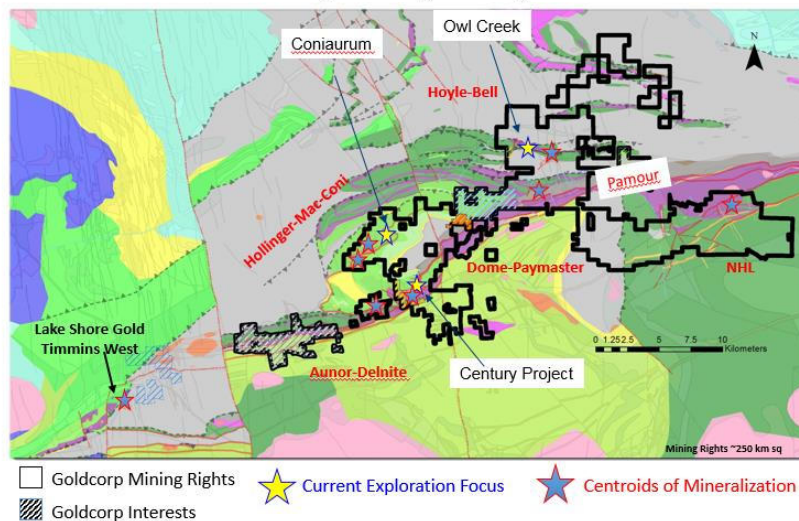 Owl Creek
Coniaurum
N
Hoyle-Bell
Pamour
Hollinger-Mac-Coni
Dome-Paymaster
NHL
Lake Shore Gold
Timmins West
0 1.25 2.5 5 7.5 10
Kilometers
Aunor-Delnite
Century Project
Mining Rights ~250 km sq
Goldcorp Mining Rights
Current Exploration Focus
Centroids of Mineralization
Goldcorp Interests